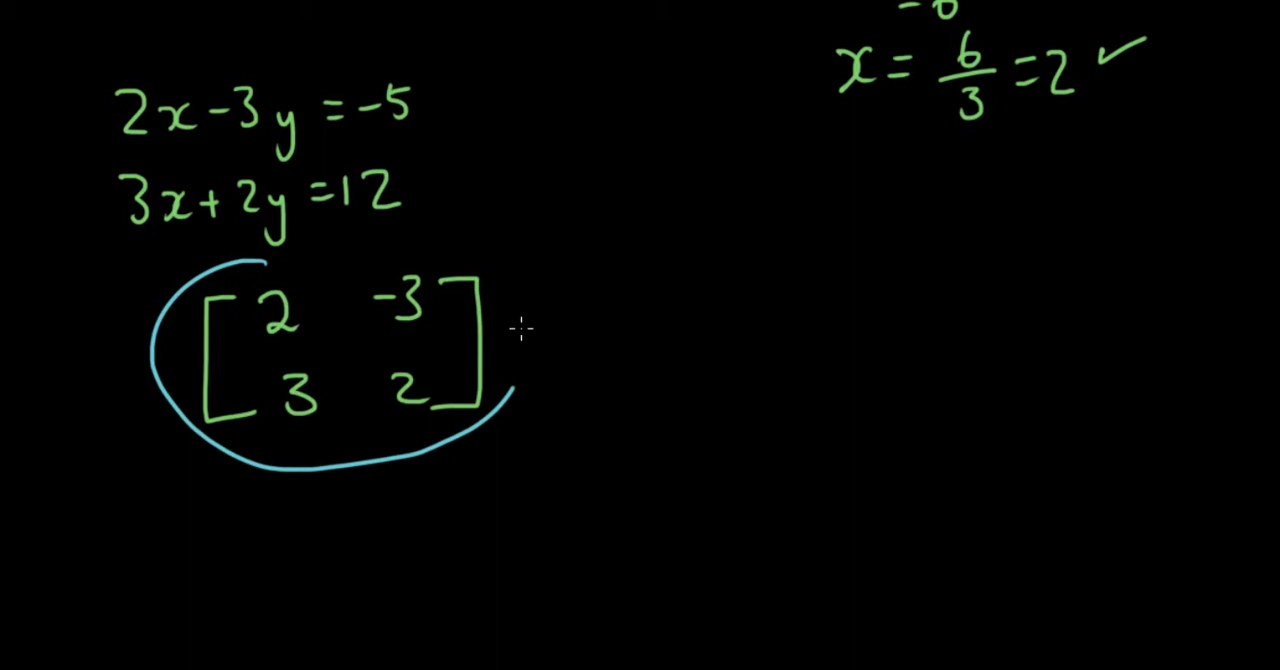 2x-3y=-5
3x+2y=12
[2 -3]
[3 2]
x=6/3=2✓